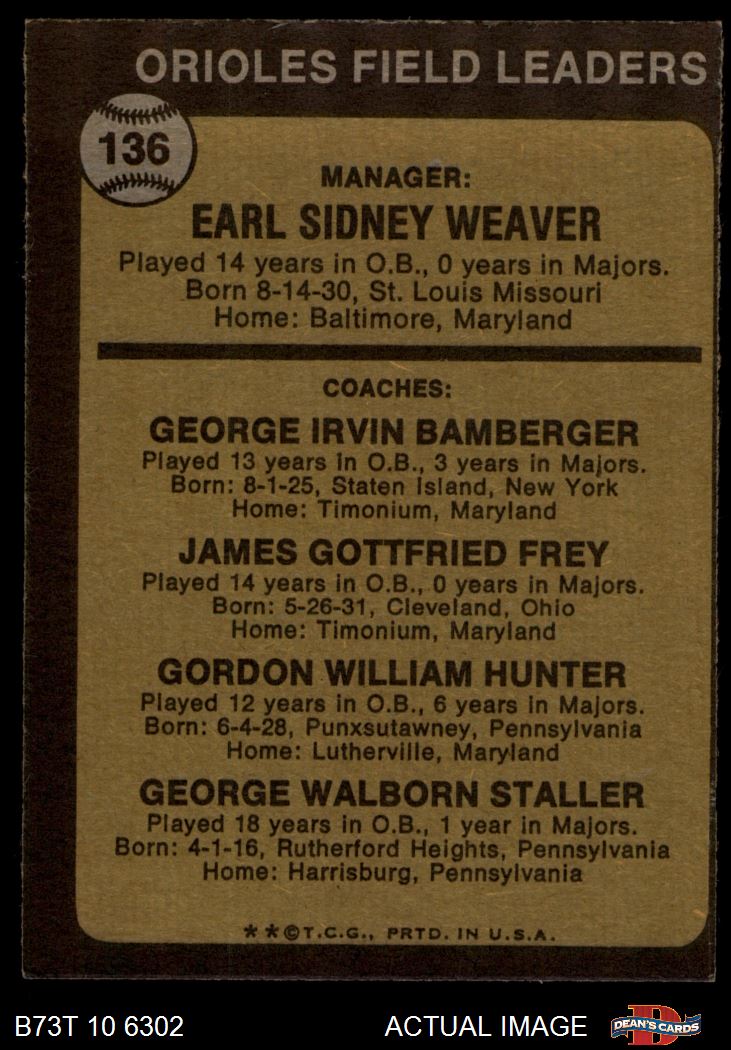 ORIOLES FIELD LEADERS
136
MANAGER:
EARL SIDNEY WEAVER
Played 14 years in O.B., 0 years in Majors.
Born 8-14-30, St. Louis Missouri
Home: Baltimore, Maryland
COACHES:
GEORGE IRVIN BAMBERGER
Played 13 years in O.B., 3 years in Majors.
Born: 8-1-25, Staten Island, New York
Home: Timonium, Maryland
JAMES GOTTFRIED FREY
Played 14 years in O.B., 0 years in Majors.
Born: 5-26-31, Cleveland, Ohio
Home: Timonium, Maryland
GORDON WILLIAM HUNTER
Played 12 years in O.B., 6 years in Majors.
Born: 6-4-28, Punxsutawney, Pennsylvania
Home: Lutherville, Maryland
GEORGE WALBORN STALLER
Played 18 years in O.B., 1 year in Majors.
Born: 4-1-16, Rutherford Heights, Pennsylvania
Home: Harrisburg, Pennsylvania
**©T.C.G., PRTD. IN U.S.A.
B73T 10 6302 ACTUAL IMAGE
D
DEAN'S CARDS